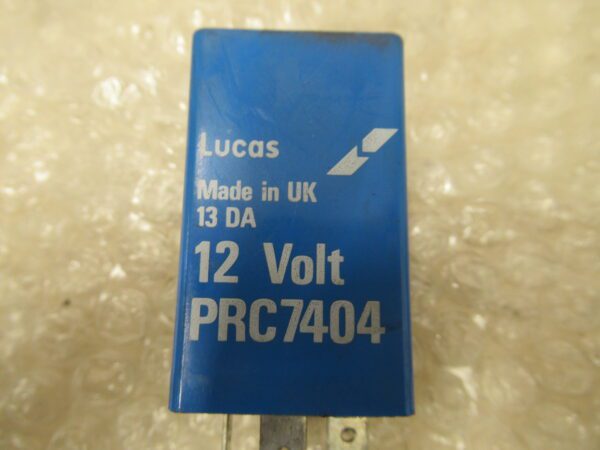 Lucas
Made in UK
13 DA
12 Volt
PRC7404